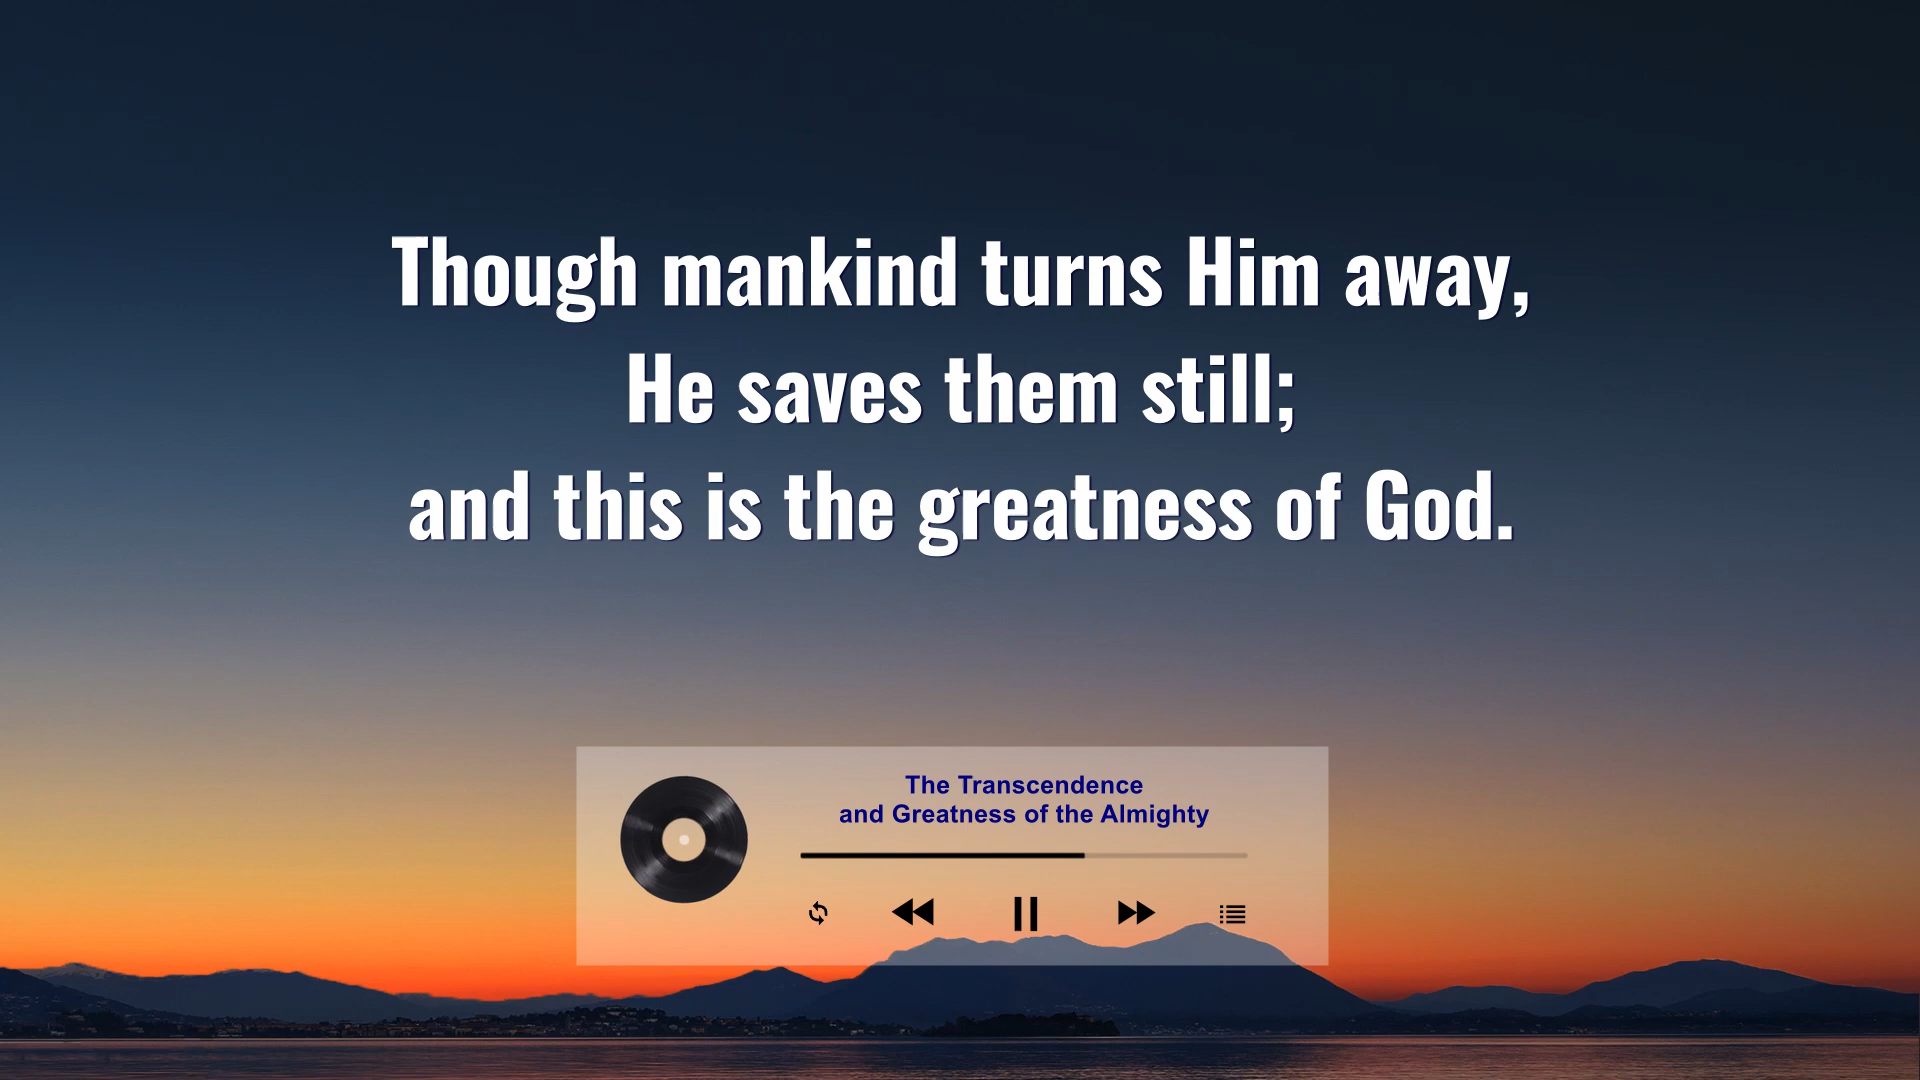 Though mankind turns Him away,
He saves them still;
and this is the greatness of God.
The Transcendence
and Greatness of the Almighty